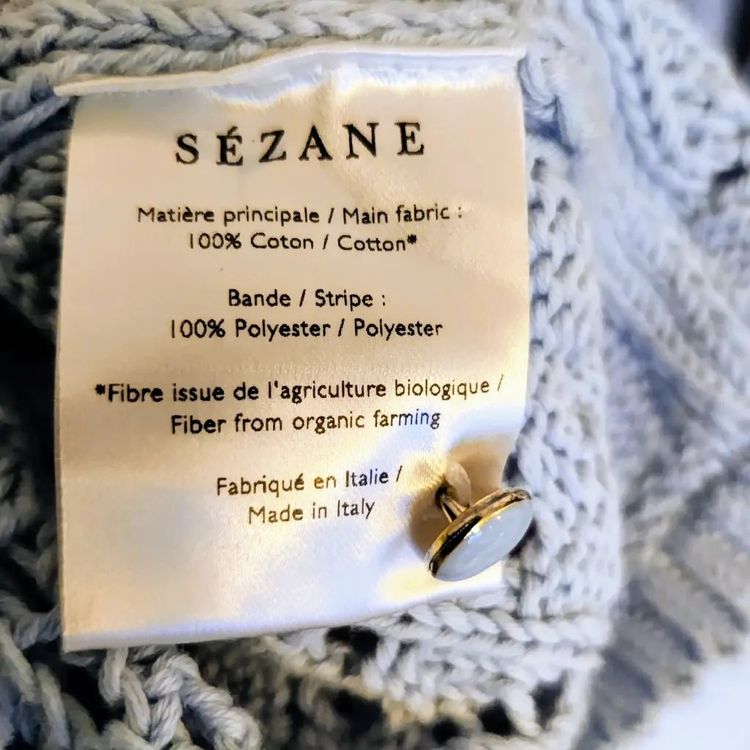 SÉZANE
Matière principale / Main fabric :
100% Coton / Cotton*
Bande / Stripe :
100% Polyester / Polyester
*Fibre issue de l'agriculture biologique /
Fiber from organic farming
Fabriqué en Italie /
Made in Italy